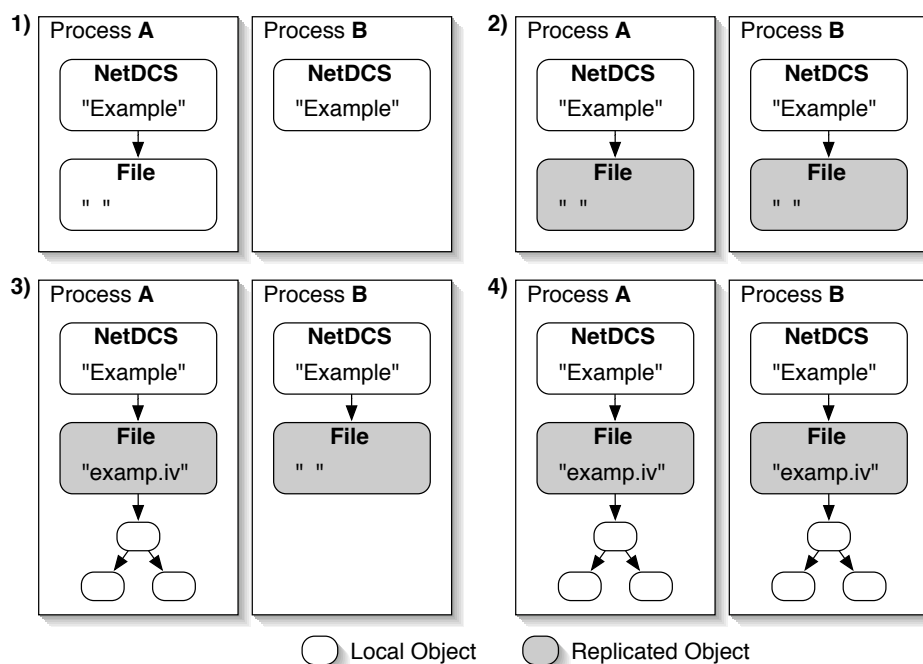 1)
Process A
NetDCS
"Example"
File
" "
Process B
NetDCS
"Example"
2)
Process A
NetDCS
"Example"
File
" "
Process B
NetDCS
"Example"
File
" "
3)
Process A
NetDCS
"Example"
File
"examp.iv"
Process B
NetDCS
"Example"
File
" "
4)
Process A
NetDCS
"Example"
File
"examp.iv"
Process B
NetDCS
"Example"
File
"examp.iv"
Local Object
Replicated Object